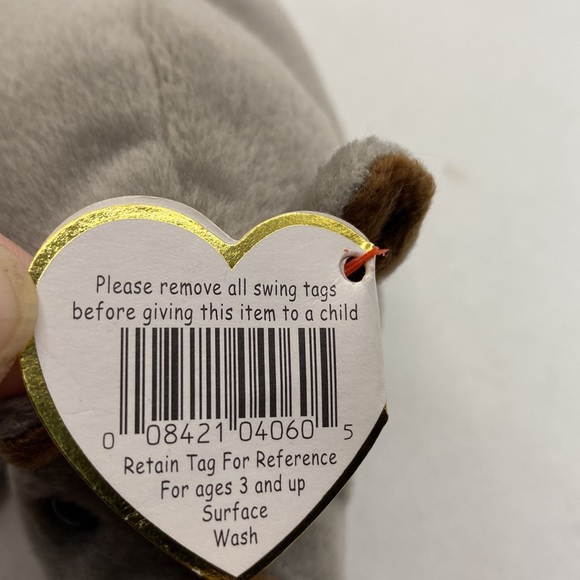 Please remove all swing tags
before giving this item to a child
0 08421 04060 5
Retain Tag For Reference
For ages 3 and up
Surface
Wash